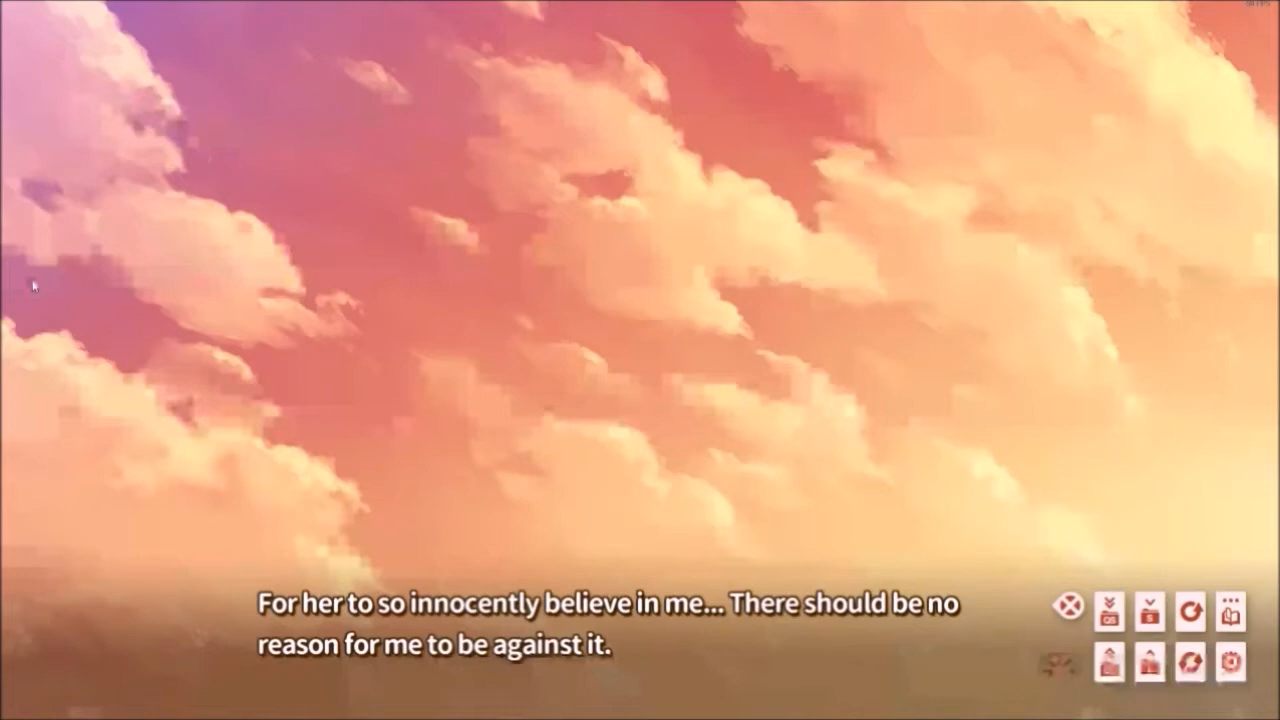 For her to so innocently believe in me... There should be no
reason for me to be against it.
QS
S